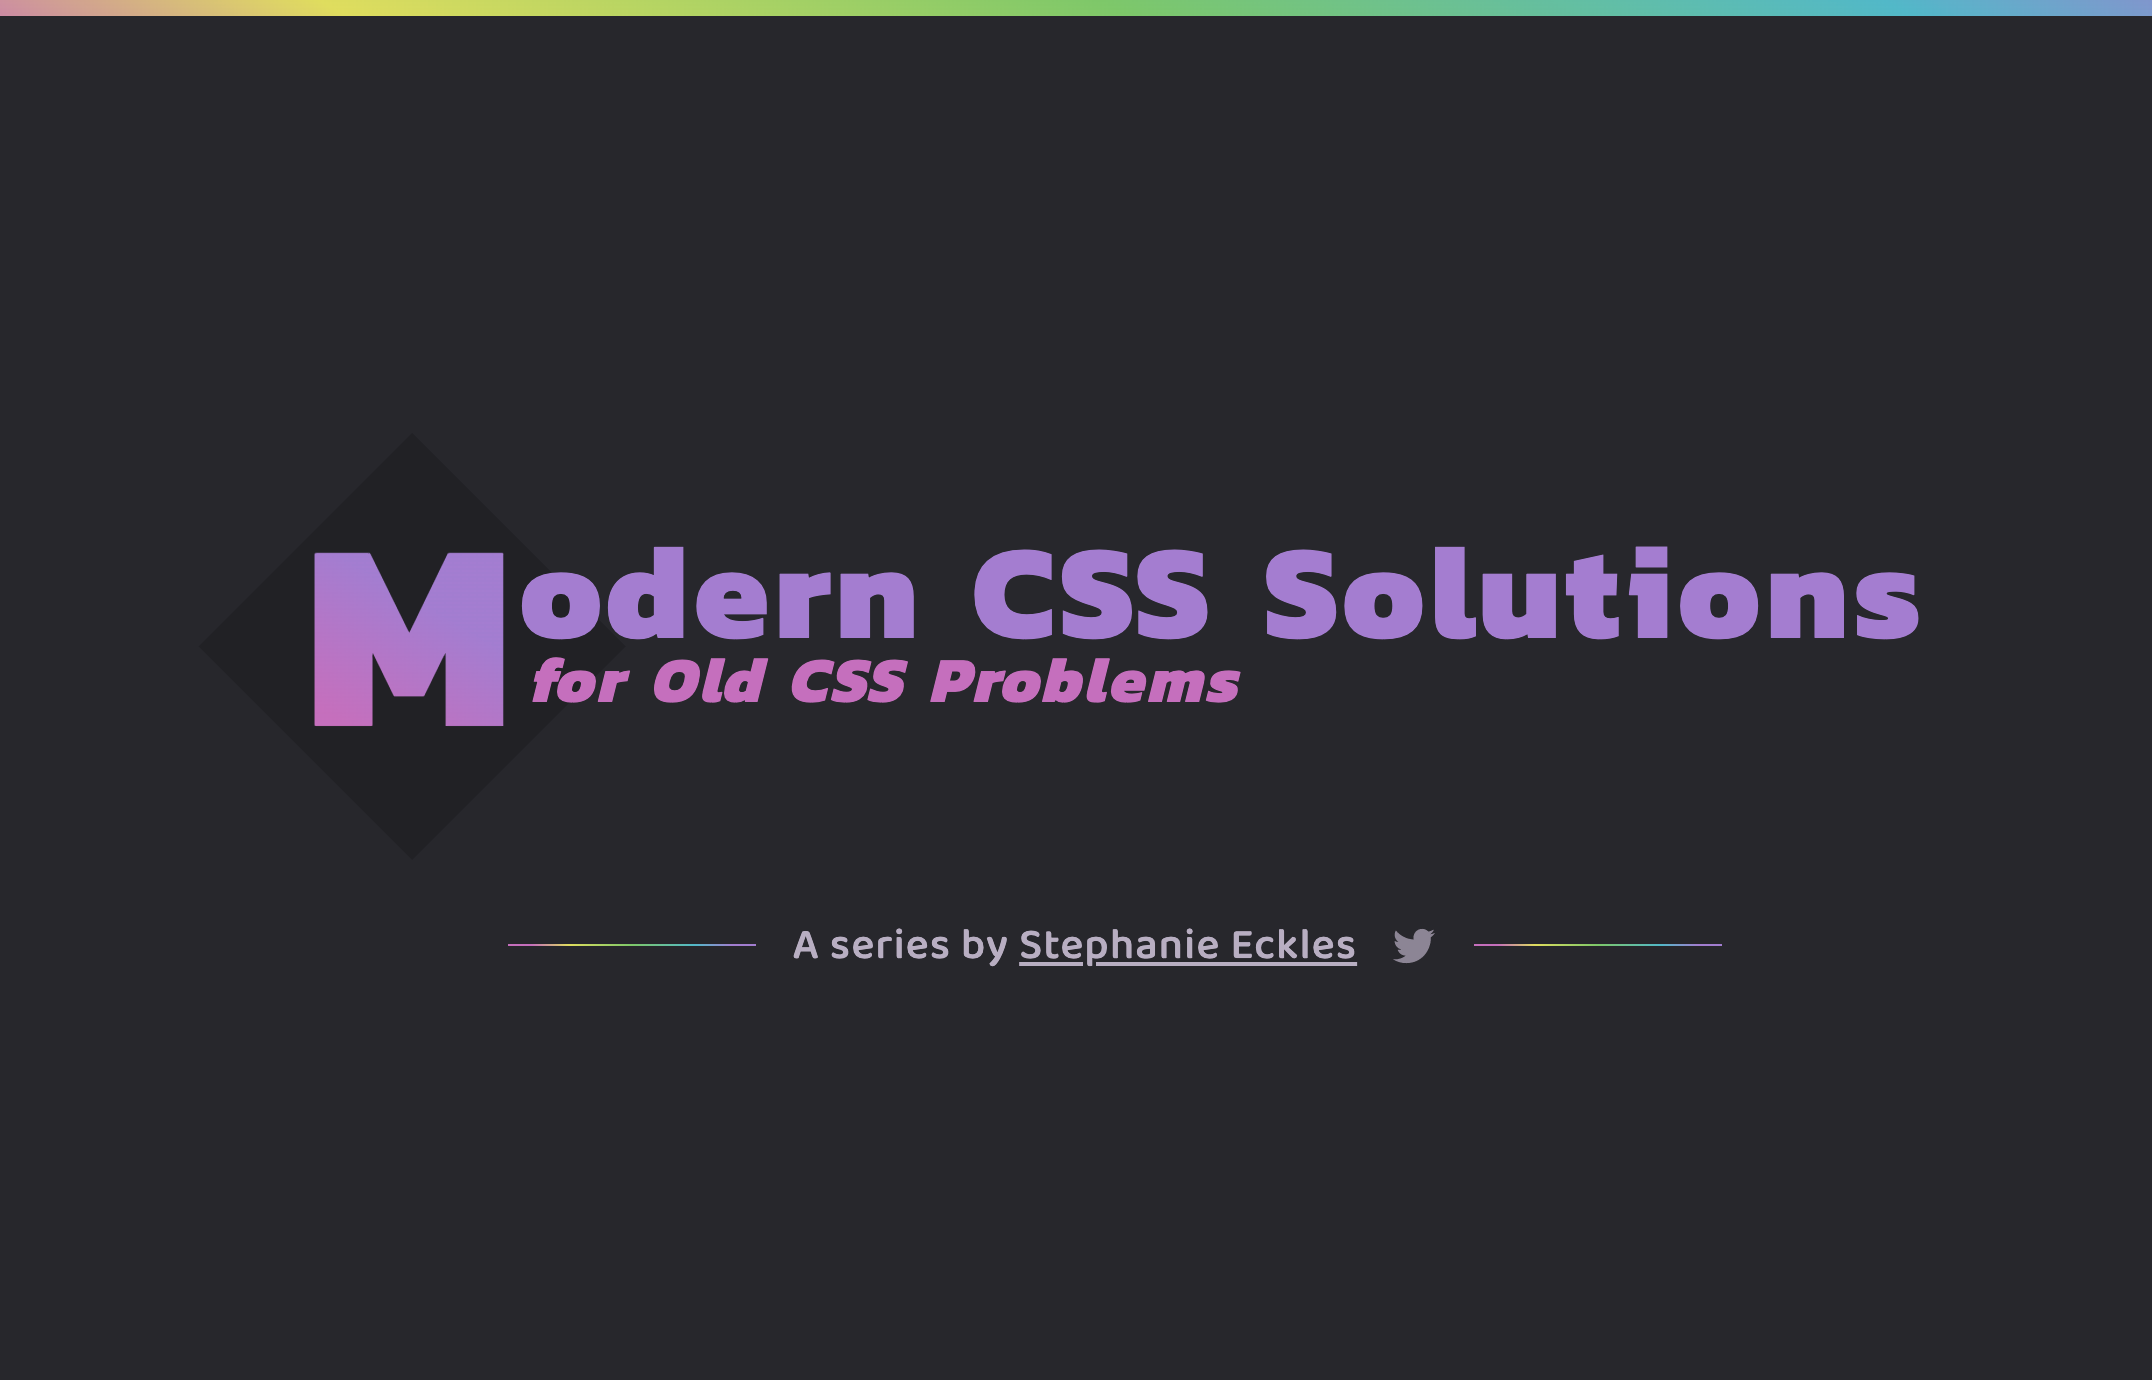 Modern CSS Solutions
for Old CSS Problems
A series by Stephanie Eckles